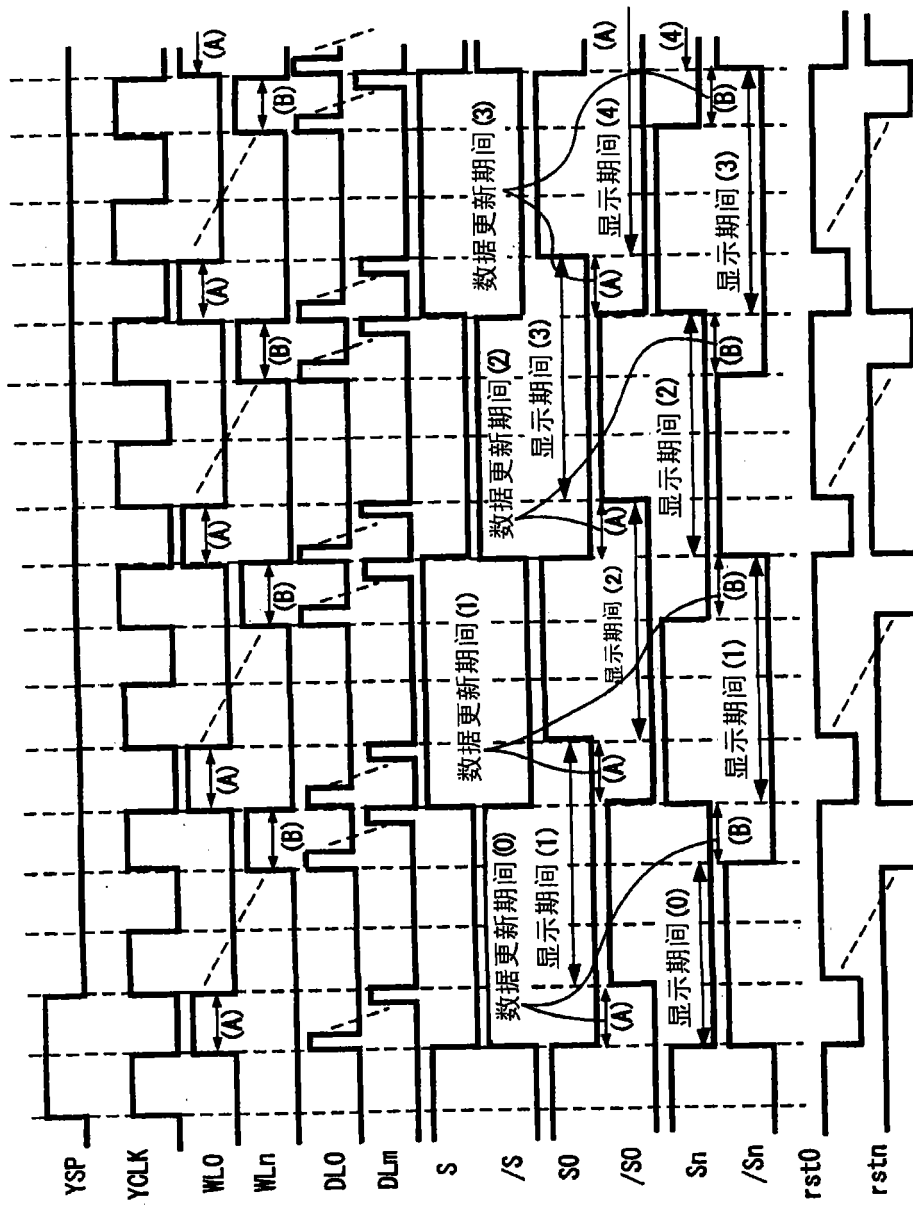 YSP
YCLK
WL0 (A) (A) (A) (A) (A)
WLn (B) (B) (B) (B)
DL0
DLm
S 数据更新期间(1) 数据更新期间(3)
/S 数据更新期间(0) 数据更新期间(2)
S0 显示期间(1) 显示期间(3)
/S0 (A) (A) 显示期间(2) (A) (A) 显示期间(4) (A)
Sn 显示期间(0) 显示期间(2) (4)
/Sn (B) 显示期间(1) (B) (B) 显示期间(3) (B)
rst0
rstn